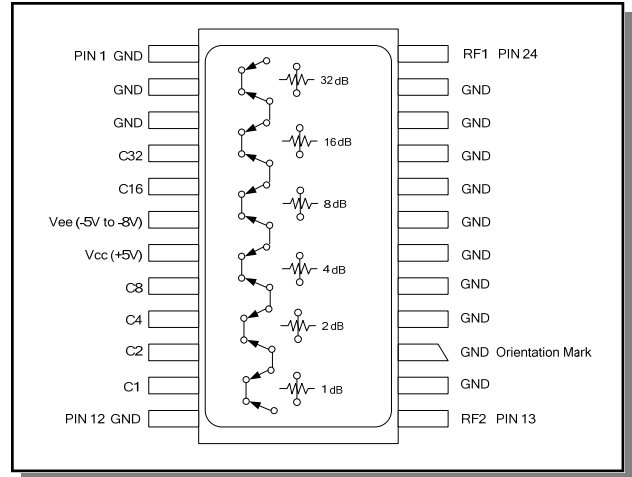 PIN 1 GND
GND
GND
C32
C16
Vee (-5V to -8V)
Vcc (+5V)
C8
C4
C2
C1
PIN 12 GND
32 dB
16 dB
8 dB
4 dB
2 dB
1 dB
RF1 PIN 24
GND
GND
GND
GND
GND
GND
GND
GND
GND Orientation Mark
GND
RF2 PIN 13